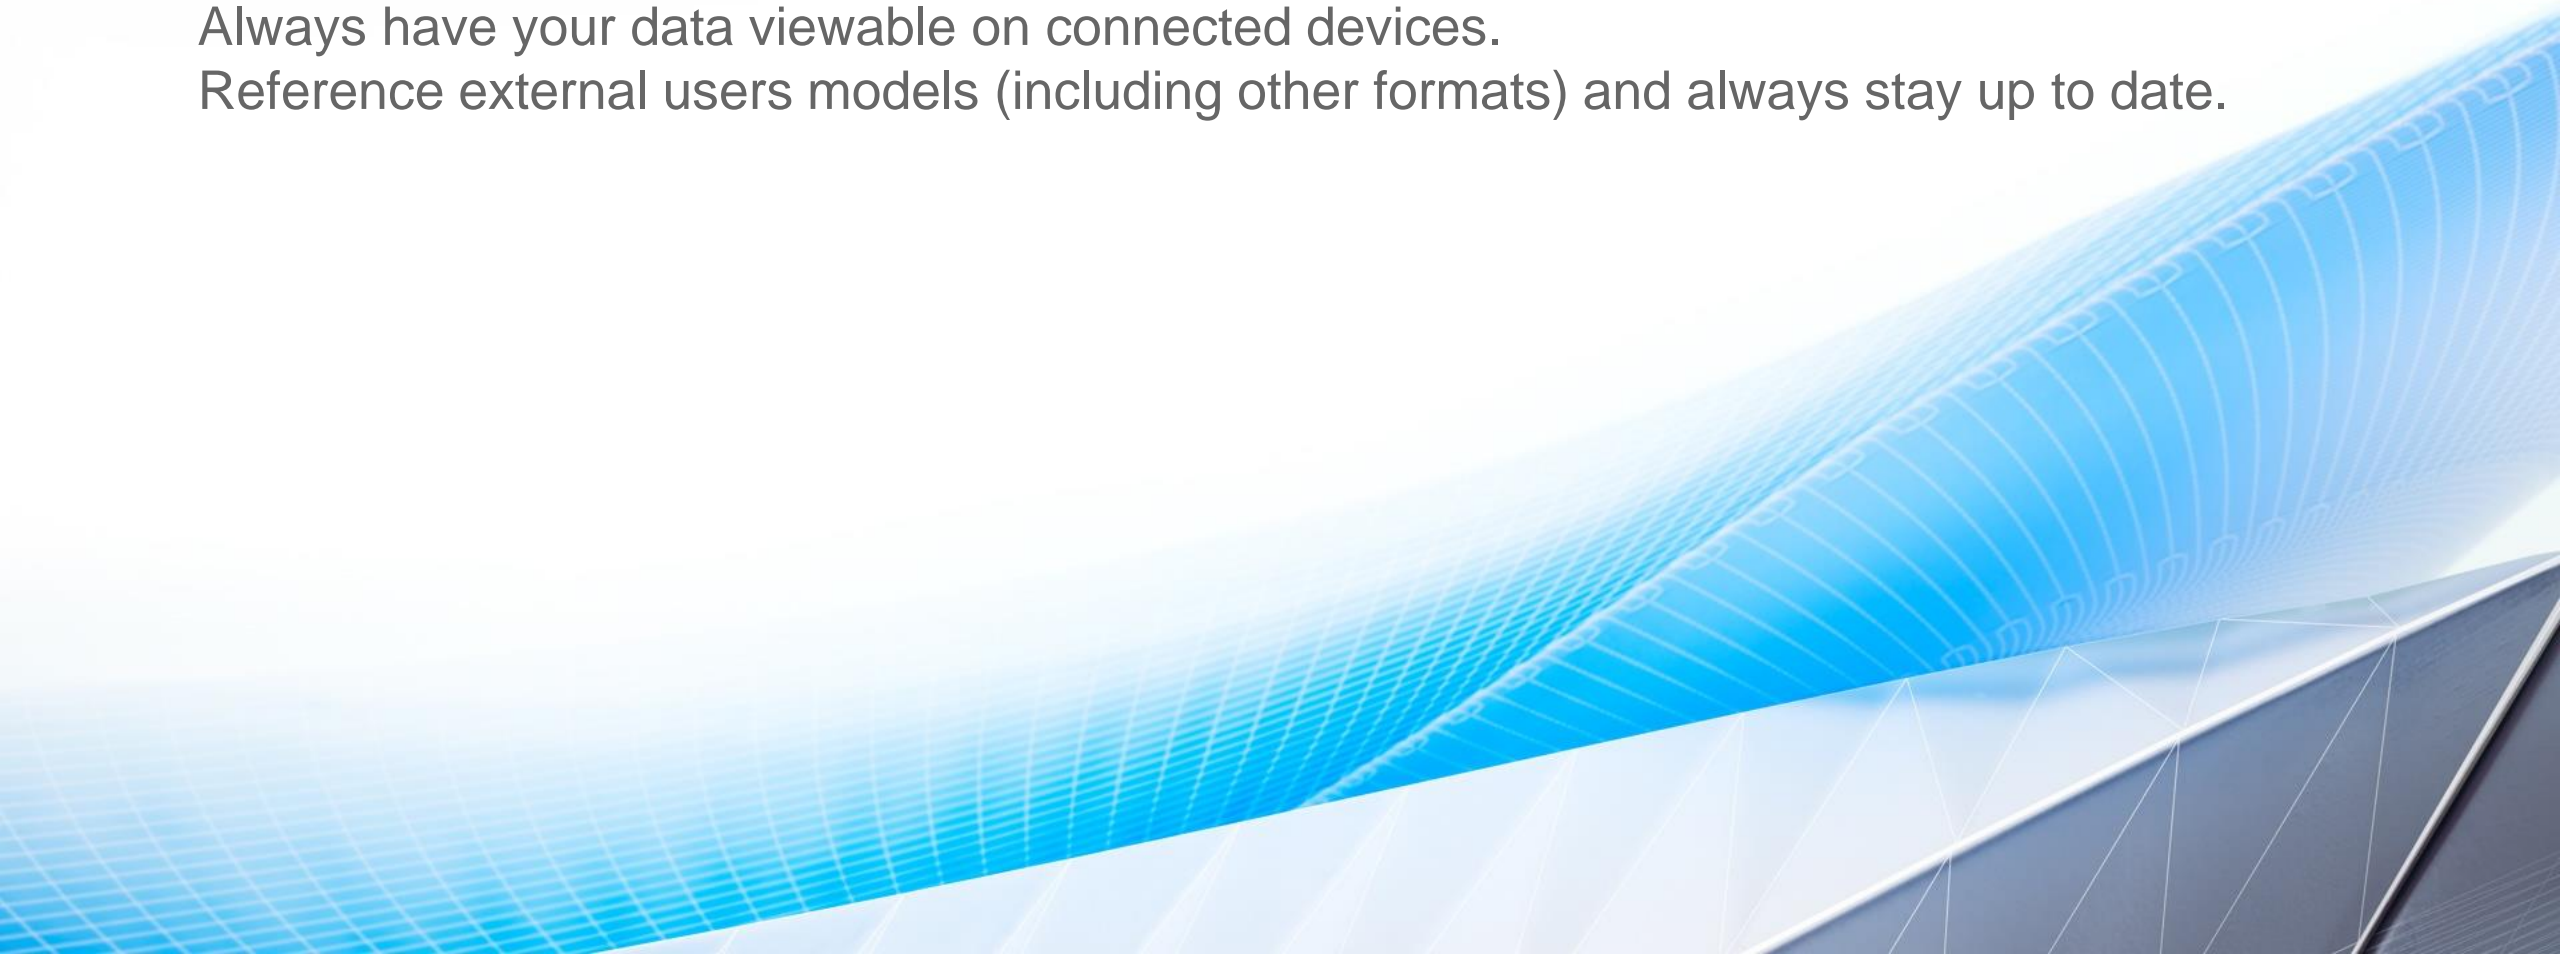 Always have your data viewable on connected devices.
Reference external users models (including other formats) and always stay up to date.